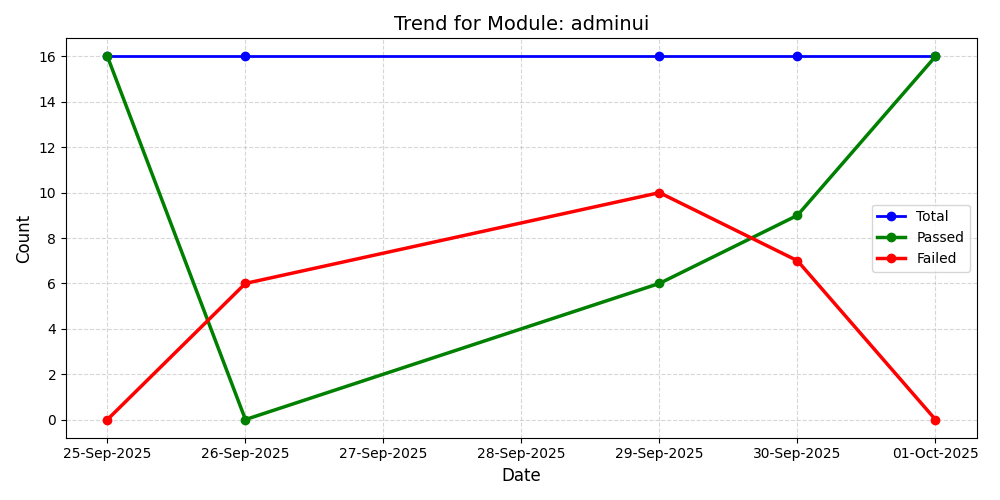 Trend for Module: adminui
Count
16
14
12
10
8
6
4
2
0
Total
Passed
Failed
25-Sep-2025 26-Sep-2025 27-Sep-2025 28-Sep-2025 29-Sep-2025 30-Sep-2025 01-Oct-2025
Date